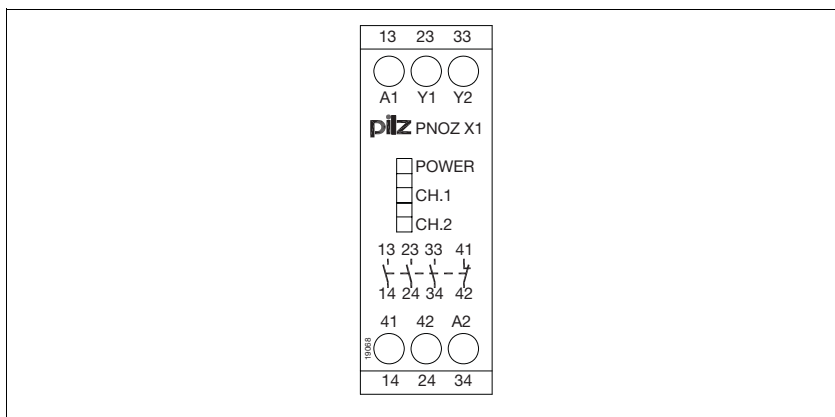 13 23 33
A1 Y1 Y2
pilz PNOZ X1
POWER
CH.1
CH.2
13 23 33 41
14 24 34 42
41 42 A2
19068
14 24 34